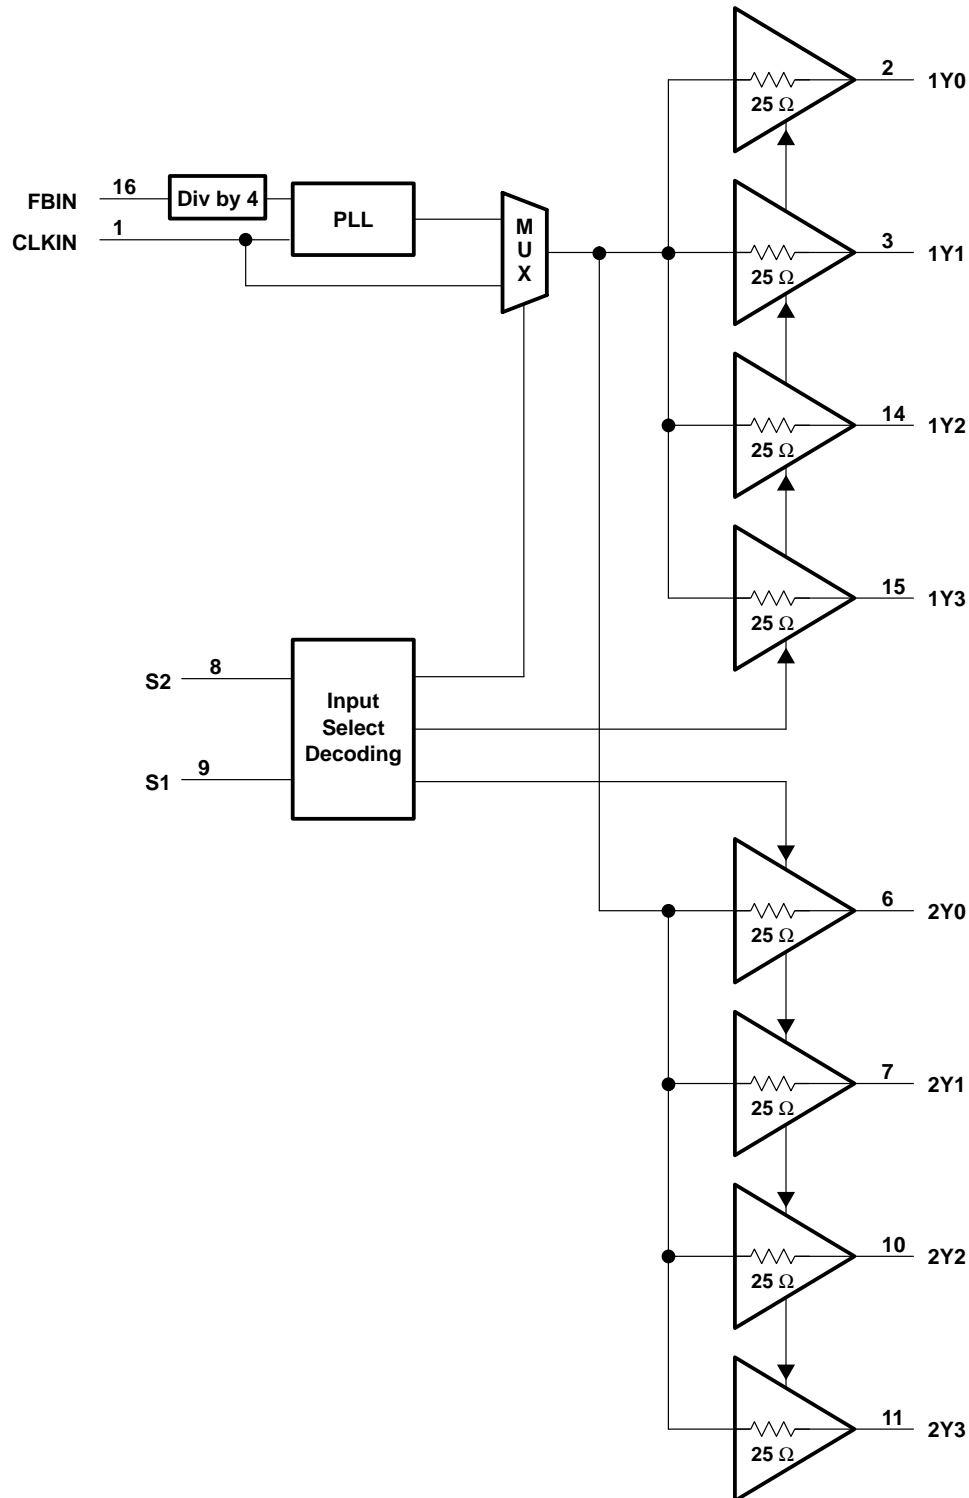 2
1Y0
25 Ω
16
FBIN
Div by 4
PLL
1
CLKIN
M
U
X
3
1Y1
25 Ω
14
1Y2
25 Ω
15
1Y3
25 Ω
8
S2
Input
Select
Decoding
9
S1
6
2Y0
25 Ω
7
2Y1
25 Ω
10
2Y2
25 Ω
11
2Y3
25 Ω